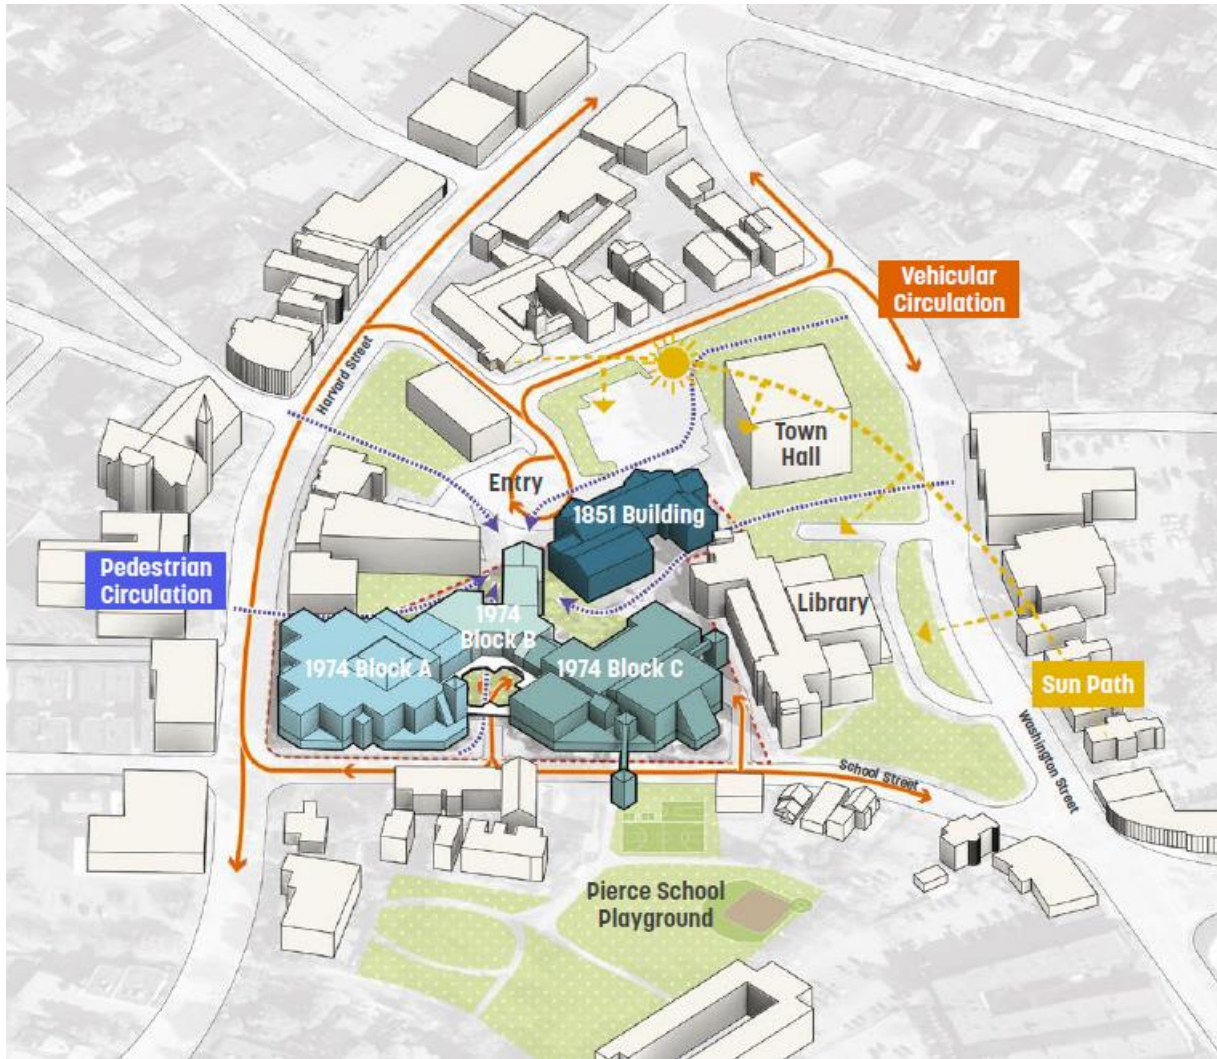 Vehicular
Circulation
Harvard Street
Town
Hall
Entry
1851 Building
Pedestrian
Circulation
Library
1974
Block B
1974 Block A
1974 Block C
Sun Path
Washington Street
School Street
Pierce School
Playground